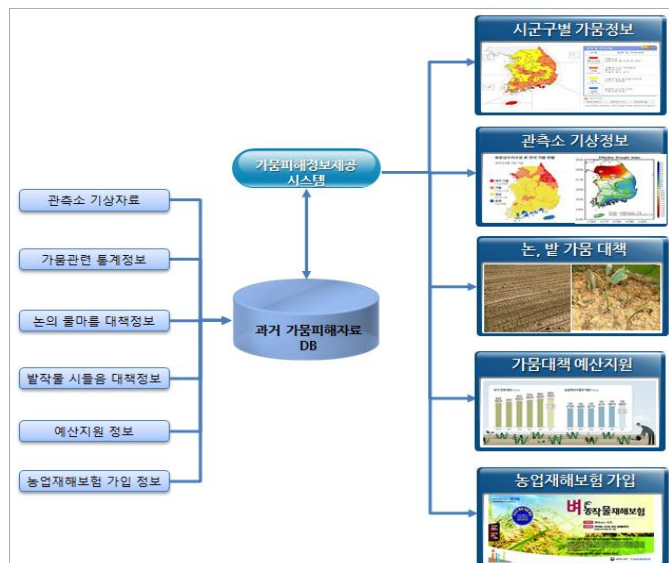 시군구별 가뭄정보
관측소 기상정보
Effective Drought Index
가뭄피해정보제공
시스템
관측소 기상자료
가뭄관련 통계정보
논의 물마름 대책정보
밭작물 시들음 대책정보
예산지원 정보
농업재해보험 가입 정보
과거 가뭄피해자료
DB
논, 밭 가뭄 대책
가뭄대책 예산지원
농업재해보험 가입
벼
농작물재해보험